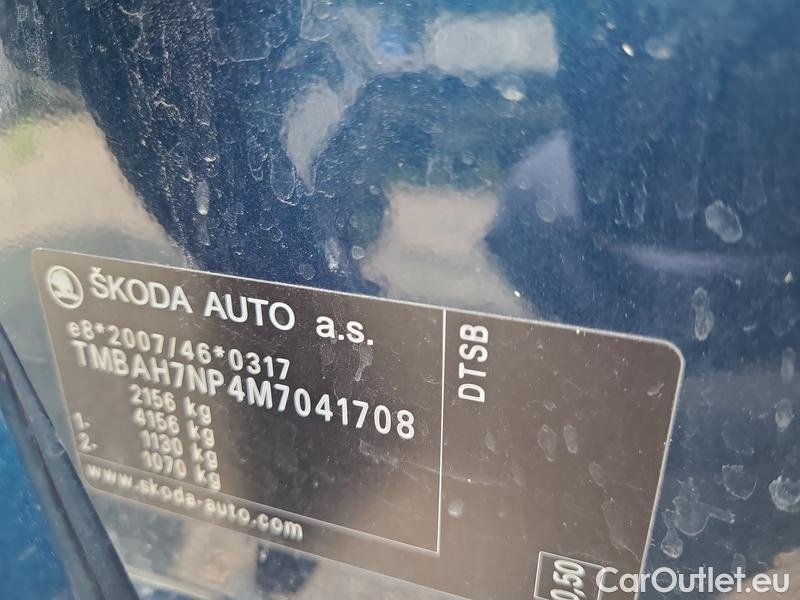 ŠKODA AUTO a.s.
e8*2007/46*0317
TMBAH7NP4M7041708
2156 kg
4156 kg
1. 1130 kg
2. 1070 kg
www.skoda-auto.com
DTSB
0,50
CarOutlet.eu